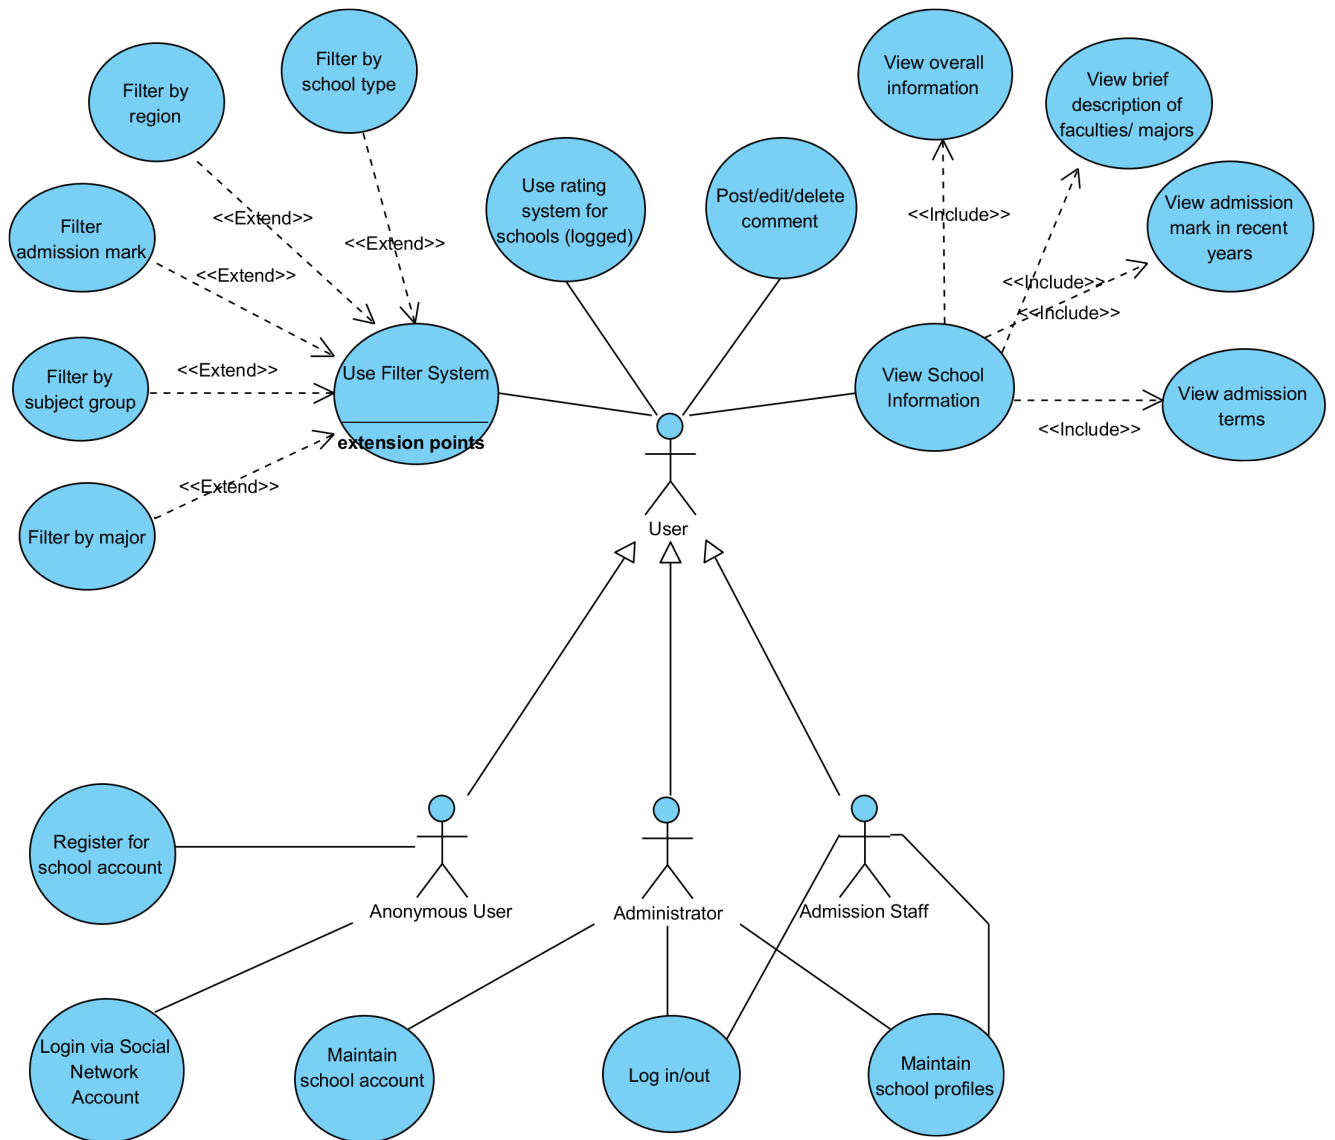 Filter by
school type
View overall
information
View brief
description of
faculties/ majors
Filter by
region
Use rating
system for
schools (logged)
Post/edit/delete
comment
View admission
mark in recent
years
Filter
admission mark
<<Extend>>
<<Extend>>
<<Extend>>
<<Include>>
<<Include>>
<<Include>>
Filter by
subject group
<<Extend>>
Use Filter System
extension points
View School
Information
View admission
terms
<<Include>>
Filter by major
<<Extend>>
User
Register for
school account
Anonymous User
Administrator
Admission Staff
Login via Social
Network
Account
Maintain
school account
Log in/out
Maintain
school profiles